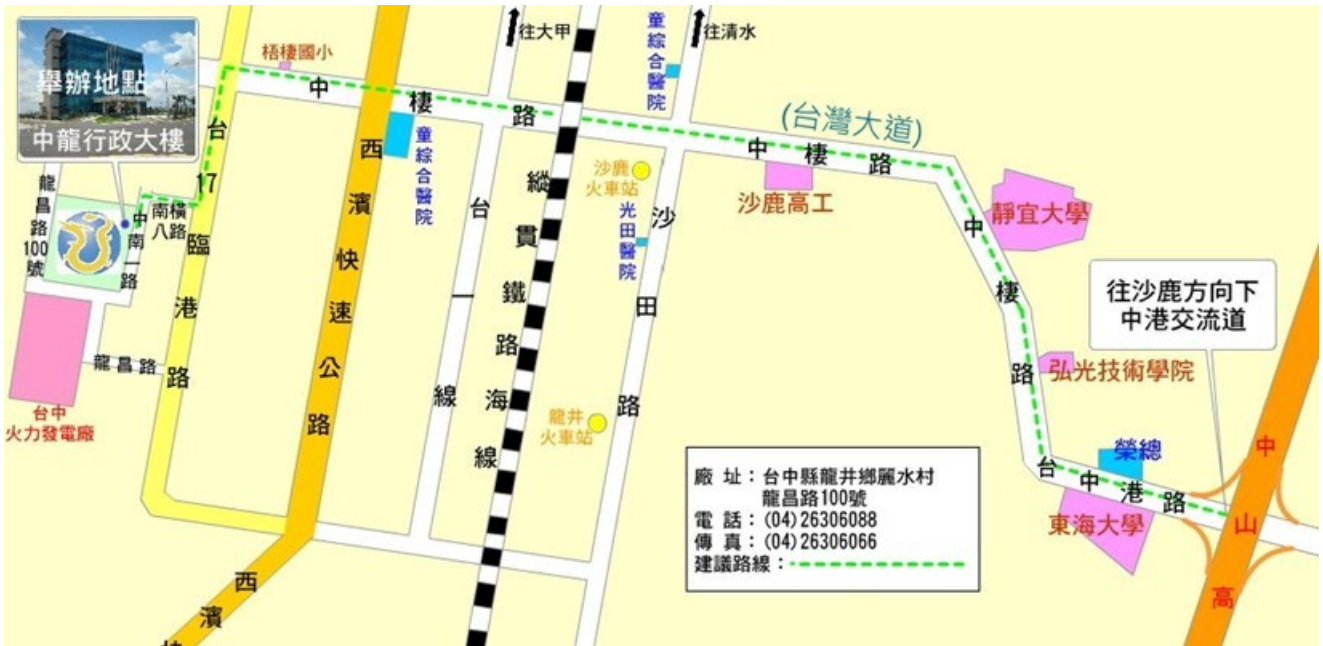 舉辦地點
中龍行政大樓
往大甲
往清水
童綜合醫院
梧棲國小
中棲路
(台灣大道)
中棲路
台17
臨港路
西濱快速公路
童綜合醫院
台一線
縱貫鐵路海線
沙鹿
火車站
光田醫院
沙田路
沙鹿高工
靜宜大學
中棲路
龍昌路100號
中南一路
南橫
八路
龍昌路
台中
火力發電廠
龍井
火車站
往沙鹿方向下
中港交流道
弘光技術學院
榮總
台中港路
東海大學
中山高
西濱快
廠 址:台中縣龍井鄉麗水村
龍昌路100號
電 話:(04)26306088
傳 真:(04)26306066
建議路線: